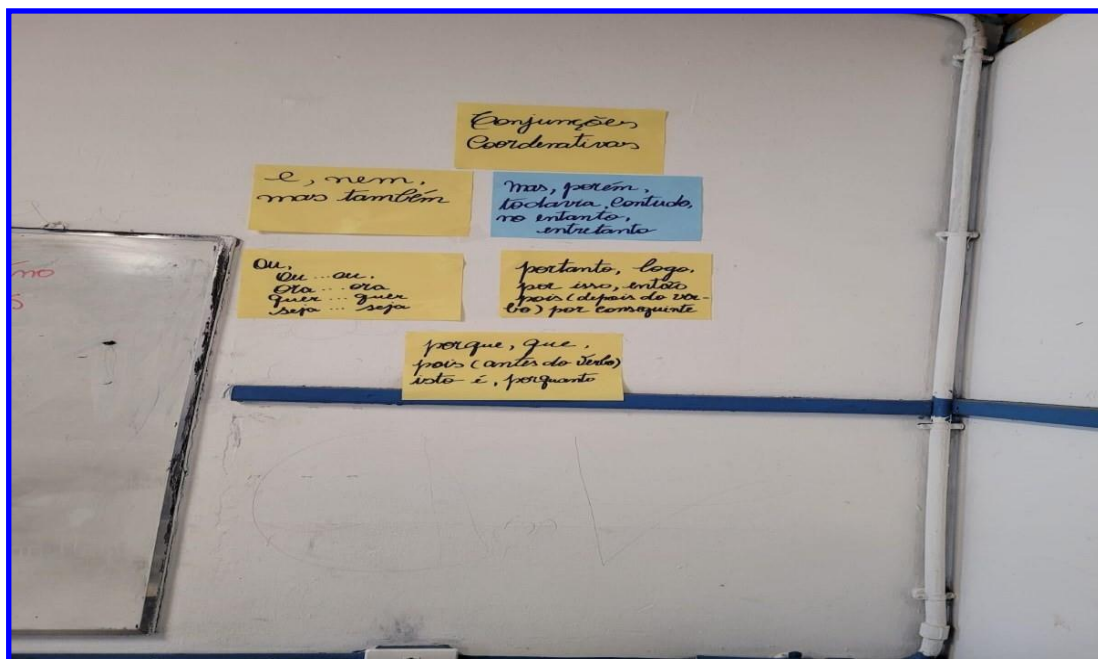 Conjunções
Coordenativas
e, nem,
mas também
mas, porém,
todavia, contudo,
no entanto,
entretanto
ou,
ou ... ou.
ora ... ora
quer ... quer
seja ... seja
portanto, logo,
por isso, então
pois (depois do ver-
bo) por conseguinte
porque, que,
pois (antes do verbo)
isto é, porquanto